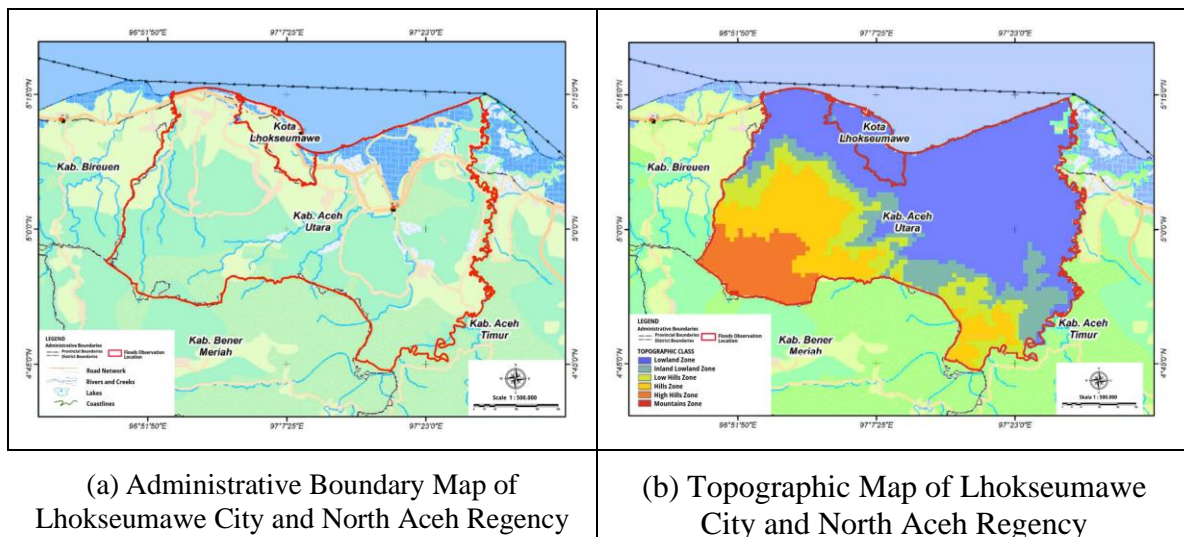 96°51'50"E 97°7'25"E 97°23'0"E
5°15'0"N
5°0'0"N
4°45'0"N
Kota
Lhokseumawe
Kab. Bireuen
Kab. Aceh
Utara
Kab. Bener
Meriah
Kab. Aceh
Timur
LEGEND
Administrative Boundaries
Provincial Boundaries
District Boundaries
Floods Observation
Location
Road Network
Rivers and Creeks
Lakes
Coastlines
Scale 1 : 500.000
96°51'50"E 97°7'25"E 97°23'0"E
(a) Administrative Boundary Map of
Lhokseumawe City and North Aceh Regency
96°51'50"E 97°7'25"E 97°23'0"E
5°15'0"N
5°0'0"N
4°45'0"N
Kota
Lhokseumawe
Kab. Bireuen
Kab. Aceh
Utara
Kab. Bener
Meriah
Kab. Aceh
Timur
LEGEND
Administrative Boundaries
Provincial Boundaries
District Boundaries
Floods Observation
Location
TOPOGRAPHIC CLASS
Lowland Zone
Inland Lowland Zone
Low Hills Zone
Hills Zone
High Hills Zone
Mountains Zone
Skala 1 : 500.000
96°51'50"E 97°7'25"E 97°23'0"E
(b) Topographic Map of Lhokseumawe
City and North Aceh Regency